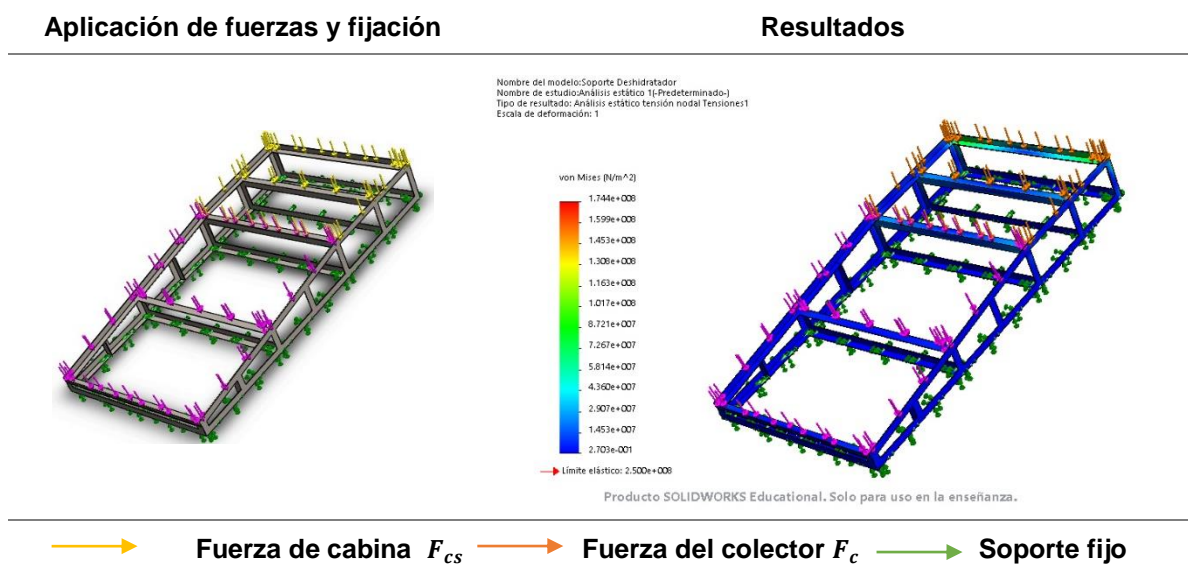 Aplicación de fuerzas y fijación
Resultados
Nombre del modelo:Soporte Deshidratador
Nombre de estudio:Análisis estático 1(-Predeterminado-)
Tipo de resultado: Análisis estático tensión nodal Tensiones1
Escala de deformación: 1
von Mises (N/m^2)
1.744e+008
1.599e+008
1.453e+008
1.308e+008
1.163e+008
1.017e+008
8.721e+007
7.267e+007
5.814e+007
4.360e+007
2.907e+007
1.453e+007
2.703e-001
Límite elástico: 2.500e+008
Producto SOLIDWORKS Educational. Solo para uso en la enseñanza.
Fuerza de cabina F_cs Fuerza del colector F_c Soporte fijo